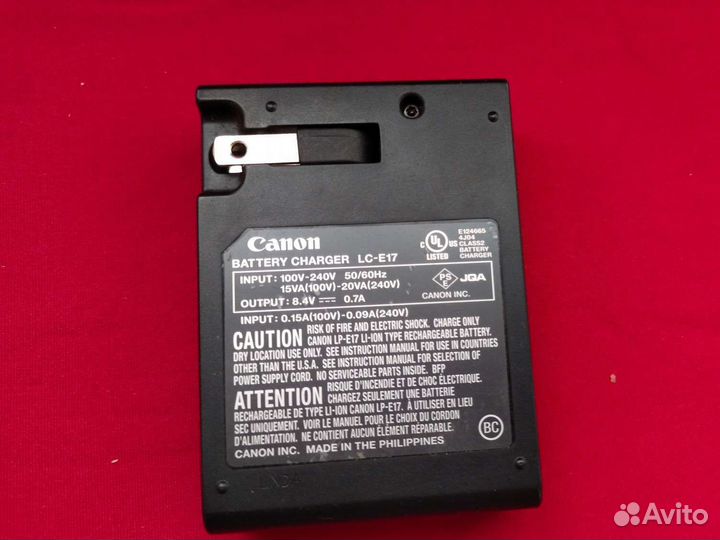 Canon
BATTERY CHARGER LC-E17
INPUT: 100V-240V 50/60Hz
15VA(100V)-20VA(240V)
OUTPUT: 8.4V 0.7A
INPUT: 0.15A(100V)-0.09A(240V)
C UL US
LISTED
E124665
4J04
CLASS2
BATTERY
CHARGER
PS
E
JQA
CANON INC.
CAUTION RISK OF FIRE AND ELECTRIC SHOCK. CHARGE ONLY
CANON LP-E17 LI-ION TYPE RECHARGEABLE BATTERY.
DRY LOCATION USE ONLY. SEE INSTRUCTION MANUAL FOR USE IN COUNTRIES
OTHER THAN THE U.S.A. SEE INSTRUCTION MANUAL FOR SELECTION OF
POWER SUPPLY CORD. NO SERVICEABLE PARTS INSIDE. BFP
ATTENTION RISQUE D'INCENDIE ET DE CHOC ÉLECTRIQUE.
CHARGEZ SEULEMENT UNE BATTERIE
RECHARGEABLE DE TYPE LI-ION CANON LP-E17. À UTILISER EN LIEU
SEC UNIQUEMENT. VOIR LE MANUEL POUR LE CHOIX DU CORDON
D'ALIMENTATION. NE CONTIENT AUCUN ÉLÉMENT RÉPARABLE.
CANON INC. MADE IN THE PHILIPPINES
BC
Avito